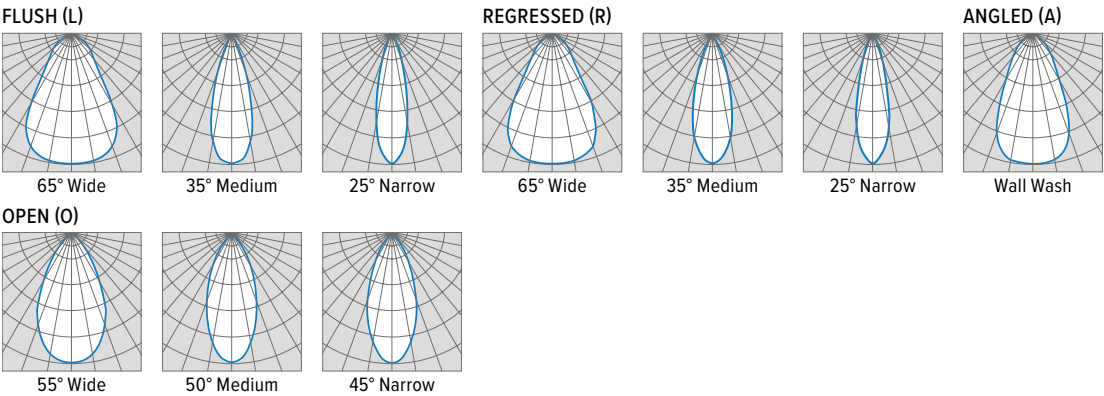 FLUSH (L)
REGRESSED (R)
ANGLED (A)
65° Wide
35° Medium
25° Narrow
65° Wide
35° Medium
25° Narrow
Wall Wash
OPEN (O)
55° Wide
50° Medium
45° Narrow